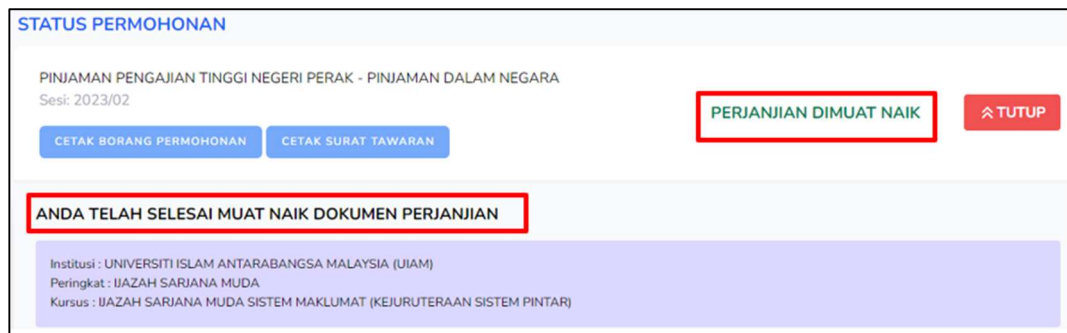 STATUS PERMOHONAN
PINJAMAN PENGAJIAN TINGGI NEGERI PERAK - PINJAMAN DALAM NEGARA
Sesi: 2023/02
PERJANJIAN DIMUAT NAIK
TUTUP
CETAK BORANG PERMOHONAN
CETAK SURAT TAWARAN
ANDA TELAH SELESAI MUAT NAIK DOKUMEN PERJANJIAN
Institusi : UNIVERSITI ISLAM ANTARABANGSA MALAYSIA (UIAM)
Peringkat : IJAZAH SARJANA MUDA
Kursus : IJAZAH SARJANA MUDA SISTEM MAKLUMAT (KEJURUTERAAN SISTEM PINTAR)